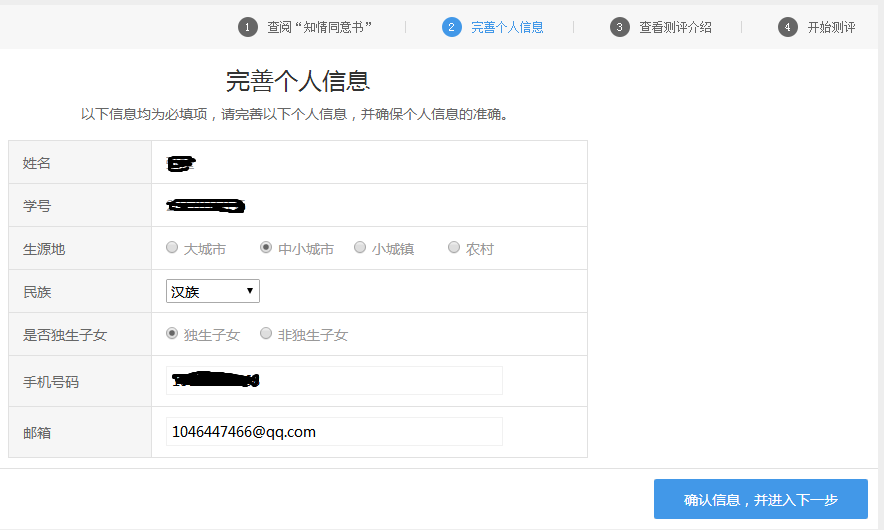 1 查阅“知情同意书” 2 完善个人信息 3 查看测评介绍 4 开始测评
完善个人信息
以下信息均为必填项，请完善以下个人信息，并确保个人信息的准确。
姓名
学号
生源地 大城市 中小城市 小城镇 农村
民族 汉族
是否独生子女 独生子女 非独生子女
手机号码
邮箱 1046447466@qq.com
确认信息，并进入下一步